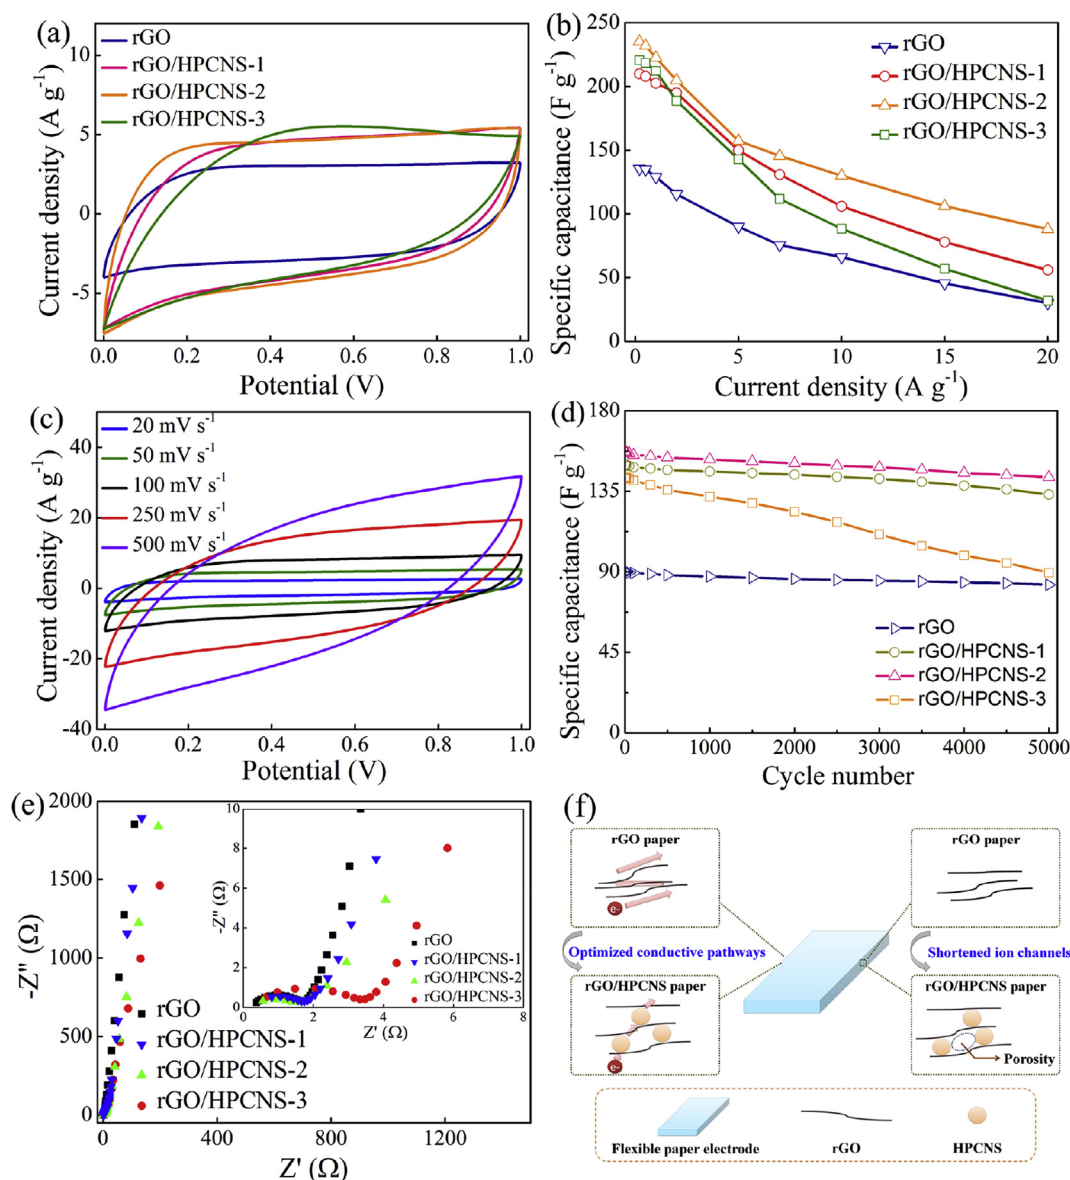 (a)
rGO
rGO/HPCNS-1
rGO/HPCNS-2
rGO/HPCNS-3
Current density (A g⁻¹)
10
5
0
-5
0.0 0.2 0.4 0.6 0.8 1.0
Potential (V)
(b)
rGO
rGO/HPCNS-1
rGO/HPCNS-2
rGO/HPCNS-3
Specific capacitance (F g⁻¹)
250
200
150
100
50
0
0 5 10 15 20
Current density (A g⁻¹)
(c)
20 mV s⁻¹
50 mV s⁻¹
100 mV s⁻¹
250 mV s⁻¹
500 mV s⁻¹
Current density (A g⁻¹)
40
20
0
-20
-40
0.0 0.2 0.4 0.6 0.8 1.0
Potential (V)
(d)
Specific capacitance (F g⁻¹)
180
135
90
45
0
0 1000 2000 3000 4000 5000
rGO
rGO/HPCNS-1
rGO/HPCNS-2
rGO/HPCNS-3
Cycle number
(e)
-Z" (Ω)
2000
1500
1000
500
0
0 400 800 1200
Z' (Ω)
rGO
rGO/HPCNS-1
rGO/HPCNS-2
rGO/HPCNS-3
-Z" (Ω)
10
8
6
4
2
0
0 2 4 6 8
Z' (Ω)
rGO
rGO/HPCNS-1
rGO/HPCNS-2
rGO/HPCNS-3
(f)
rGO paper
e-
rGO paper
Optimized conductive pathways
Shortened ion channels
rGO/HPCNS paper
e-
rGO/HPCNS paper
Porosity
Flexible paper electrode
rGO
HPCNS